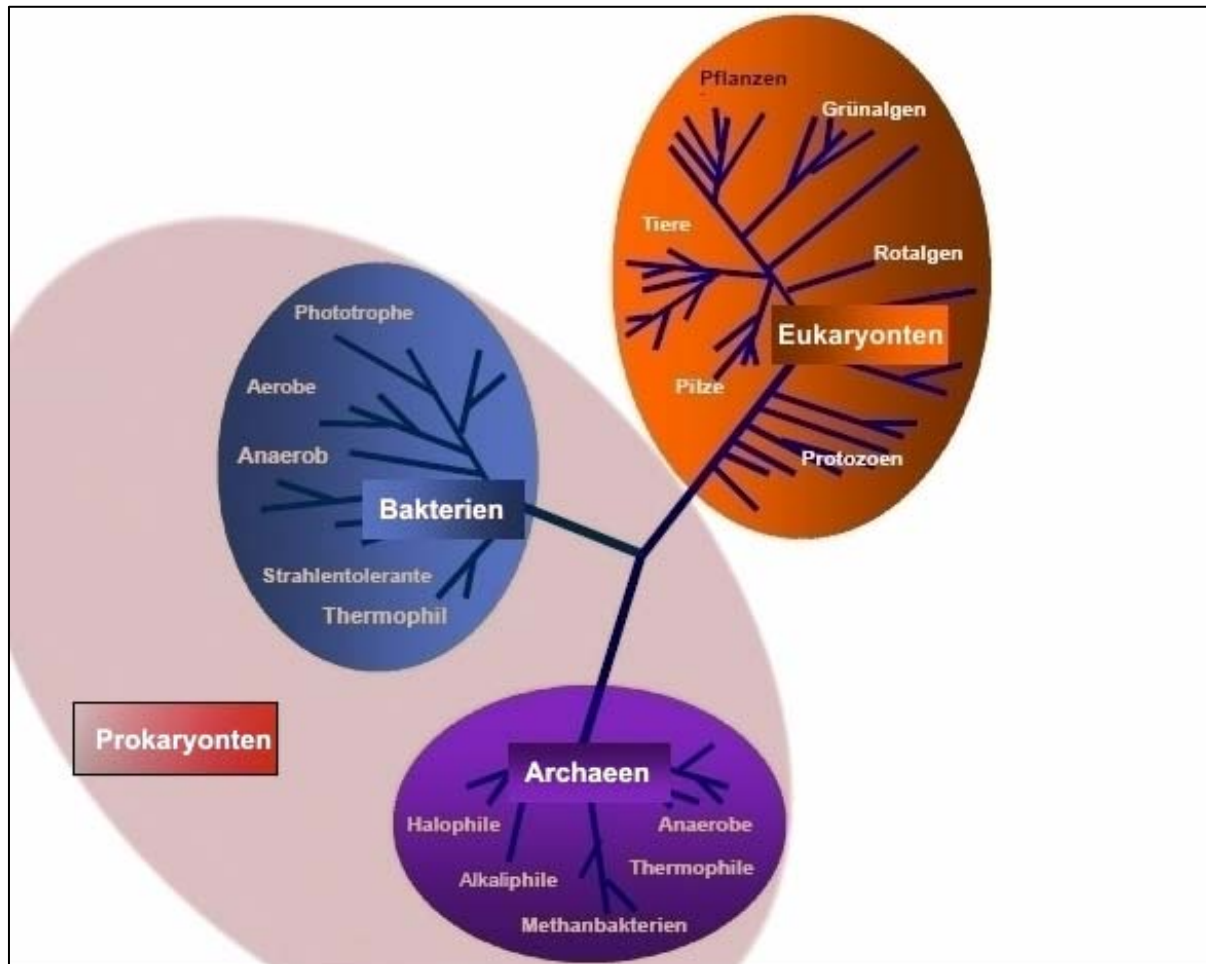 Pflanzen
Grünalgen
Tiere
Rotalgen
Eukaryonten
Pilze
Protozoen
Phototrophe
Aerobe
Anaerob
Bakterien
Strahlentolerante
Thermophil
Prokaryonten
Archaeen
Halophile
Anaerobe
Alkaliphile
Thermophile
Methanbakterien